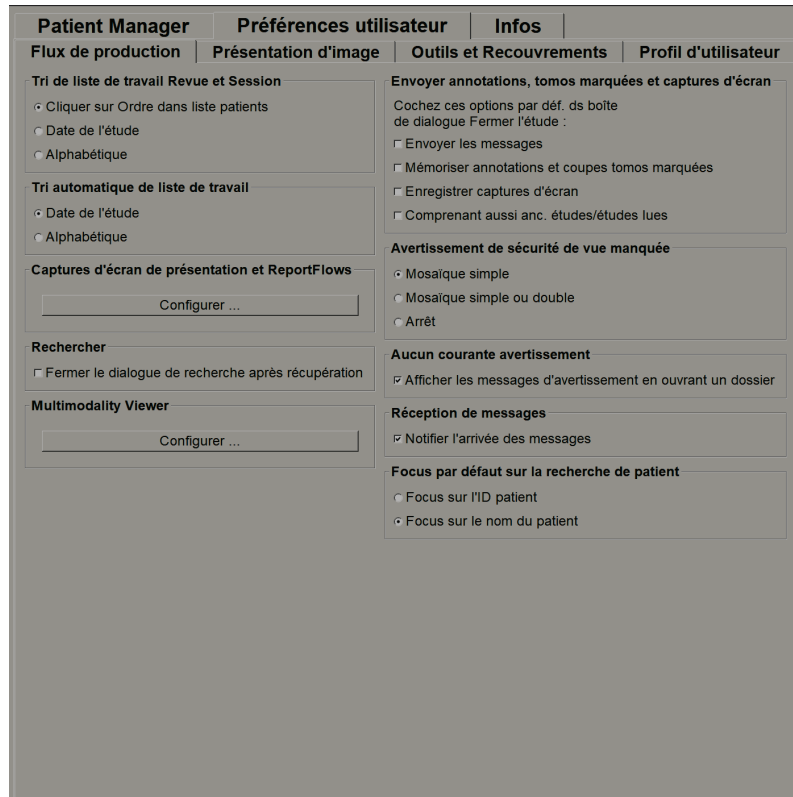 Patient Manager
Préférences utilisateur
Infos
Flux de production
Présentation d'image
Outils et Recouvrements
Profil d'utilisateur
Tri de liste de travail Revue et Session
Cliquer sur Ordre dans liste patients
Date de l'étude
Alphabétique
Tri automatique de liste de travail
Date de l'étude
Alphabétique
Captures d'écran de présentation et ReportFlows
Configurer ...
Rechercher
Fermer le dialogue de recherche après récupération
Multimodality Viewer
Configurer ...
Envoyer annotations, tomos marquées et captures d'écran
Cochez ces options par déf. ds boîte
de dialogue Fermer l'étude :
Envoyer les messages
Mémoriser annotations et coupes tomos marquées
Enregistrer captures d'écran
Comprenant aussi anc. études/études lues
Avertissement de sécurité de vue manquée
Mosaïque simple
Mosaïque simple ou double
Arrêt
Aucun courante avertissement
Afficher les messages d'avertissement en ouvrant un dossier
Réception de messages
Notifier l'arrivée des messages
Focus par défaut sur la recherche de patient
Focus sur l'ID patient
Focus sur le nom du patient